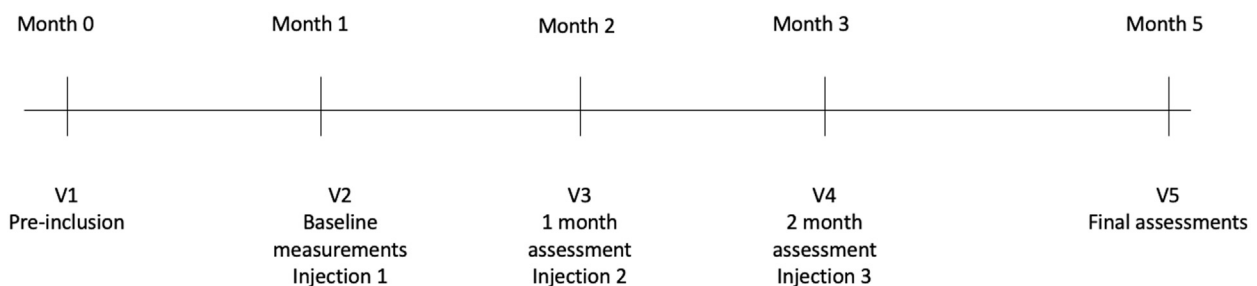 Month 0
Month 1
Month 2
Month 3
Month 5
V1
Pre-inclusion
V2
Baseline
measurements
Injection 1
V3
1 month
assessment
Injection 2
V4
2 month
assessment
Injection 3
V5
Final assessments